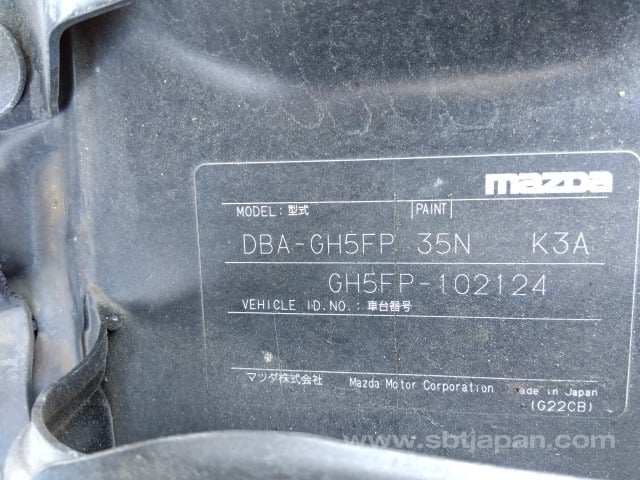 mazda
MODEL: 型式 PAINT
DBA-GH5FP 35N K3A
GH5FP-102124
VEHICLE ID.NO.: 車台番号
マツダ株式会社 Mazda Motor Corporation Made in Japan
(G22CB)
www.sbtjapan.com